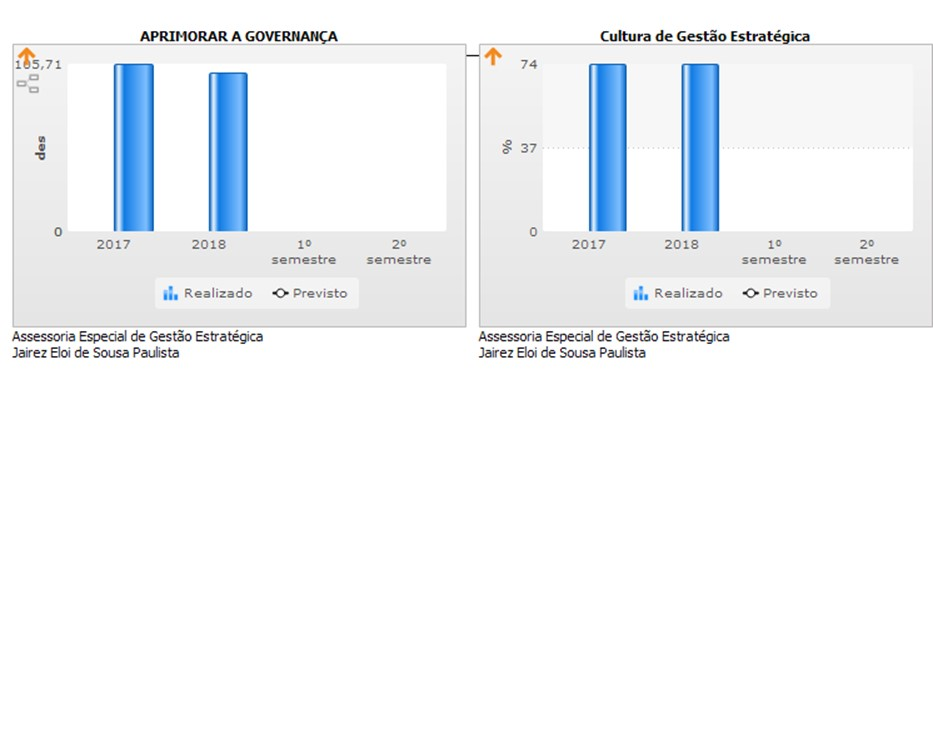 APRIMORAR A GOVERNANÇA
105,71
des
0
2017
2018
1º semestre
2º semestre
Realizado
Previsto
Assessoria Especial de Gestão Estratégica
Jairez Eloi de Sousa Paulista
Cultura de Gestão Estratégica
74
% 37
0
2017
2018
1º semestre
2º semestre
Realizado
Previsto
Assessoria Especial de Gestão Estratégica
Jairez Eloi de Sousa Paulista